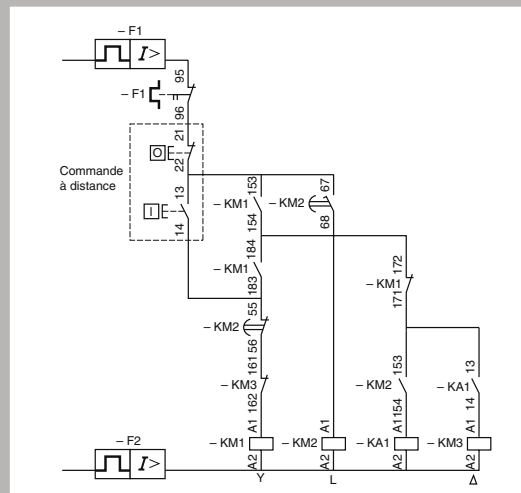 – F1
I>
95
– F1
96
21
O
22
Commande
à distance
13
I
14
153
– KM1
154
67
– KM2
68
184
– KM1
183
172
– KM1
171
55
– KM2
56
161
– KM3
162
153
– KM2
154
13
– KA1
14
A1
– KM1
A2
A1
– KM2
A2
A1
– KA1
A2
A1
– KM3
A2
– F2
I>
Y
L
Δ